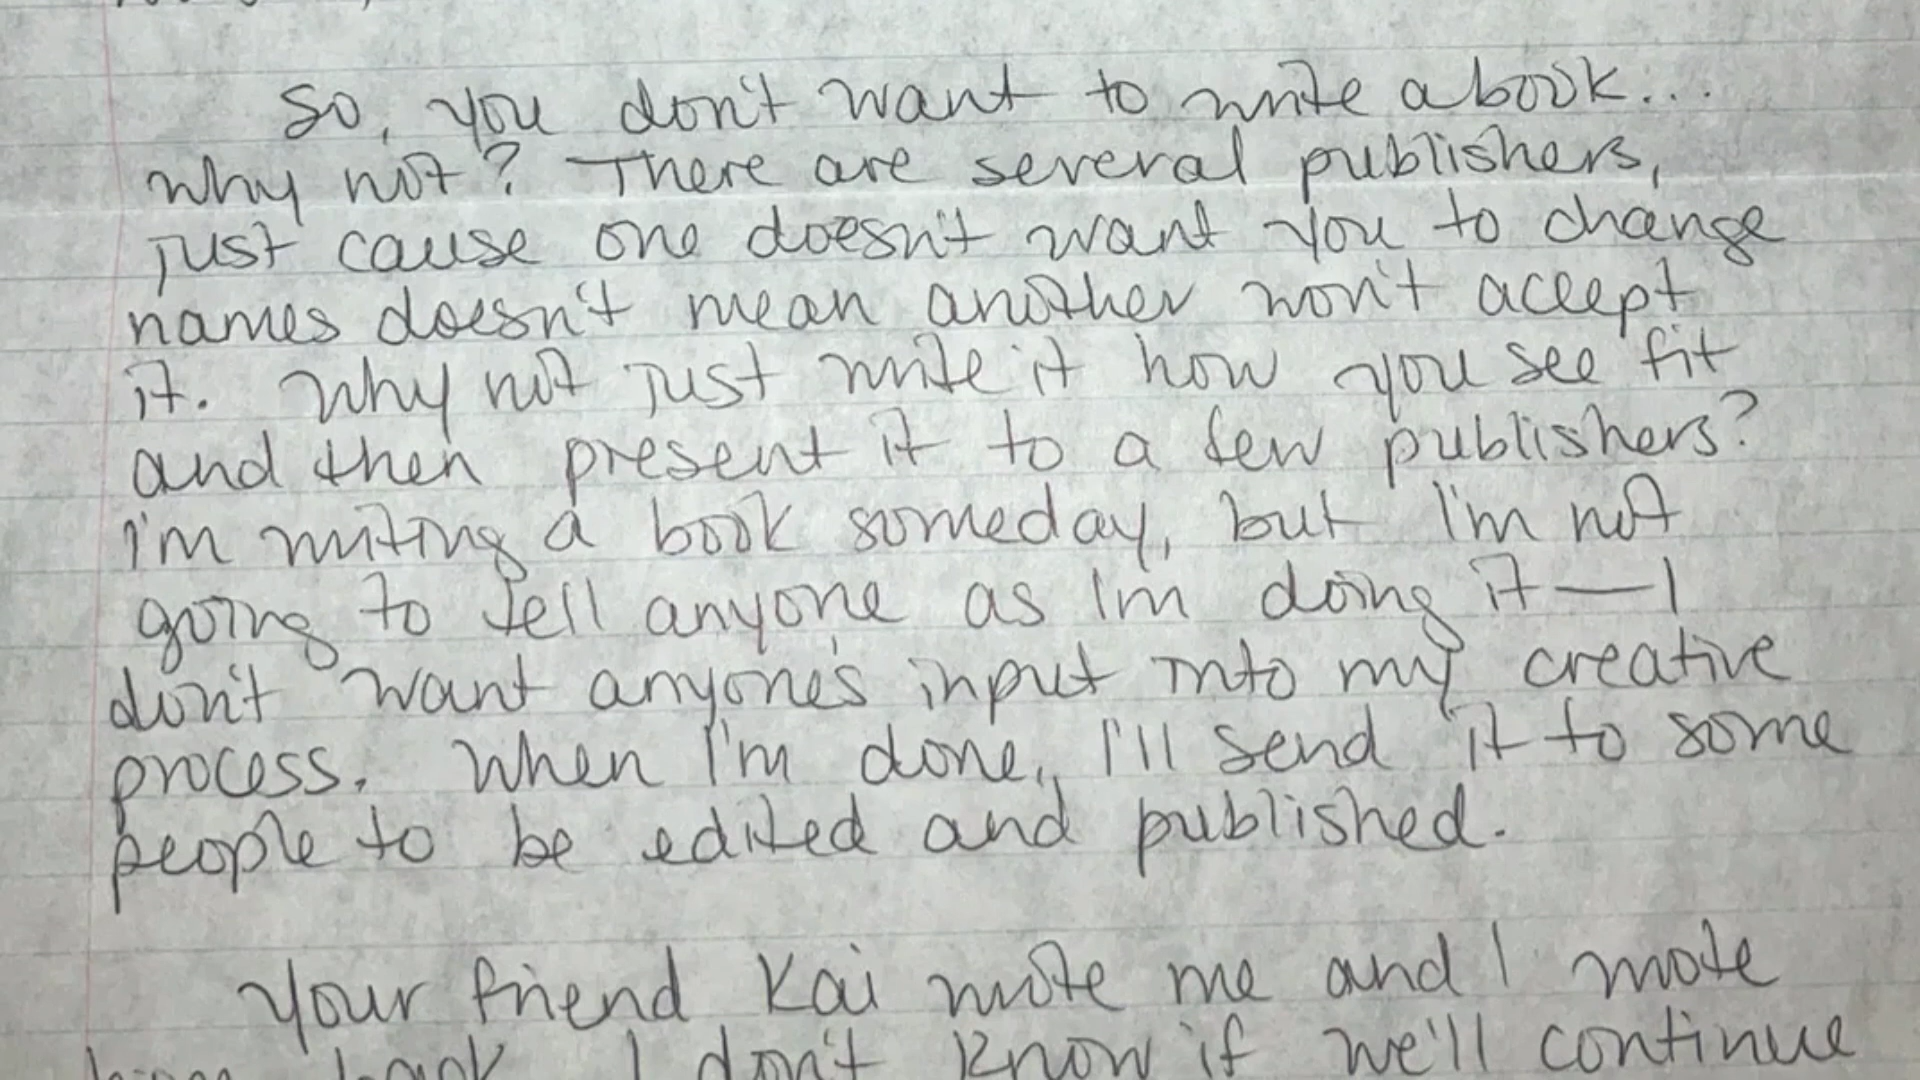 So, you don't want to write a book...
why not? There are several publishers,
just cause one doesn't want you to change
names doesn't mean another won't accept
it. Why not just write it how you see fit
and then present it to a few publishers?
I'm writing a book someday, but I'm not
going to tell anyone as I'm doing it—I
don't want anyone's input into my creative
process. When I'm done, I'll send it to some
people to be edited and published.
Your friend Kai wrote me and I wrote
him back I don't know if we'll continue